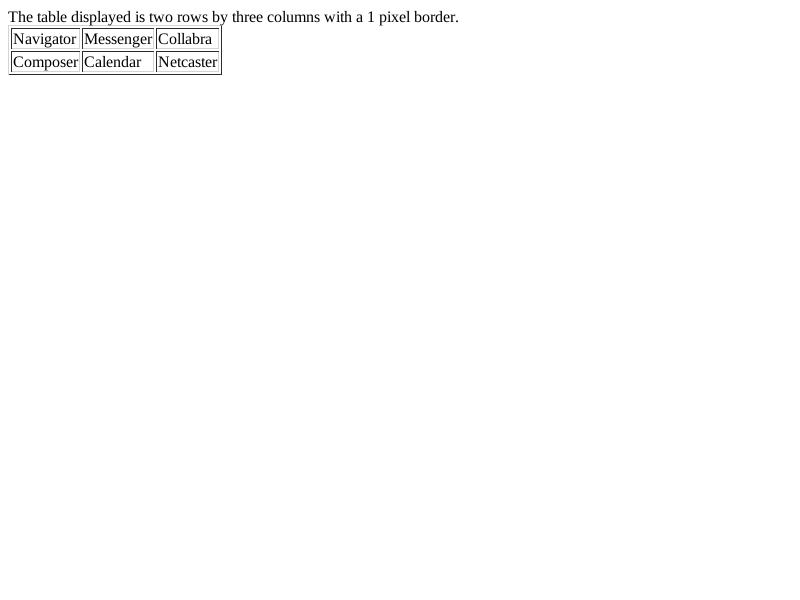 The table displayed is two rows by three columns with a 1 pixel border.
Navigator Messenger Collabra
Composer Calendar Netcaster